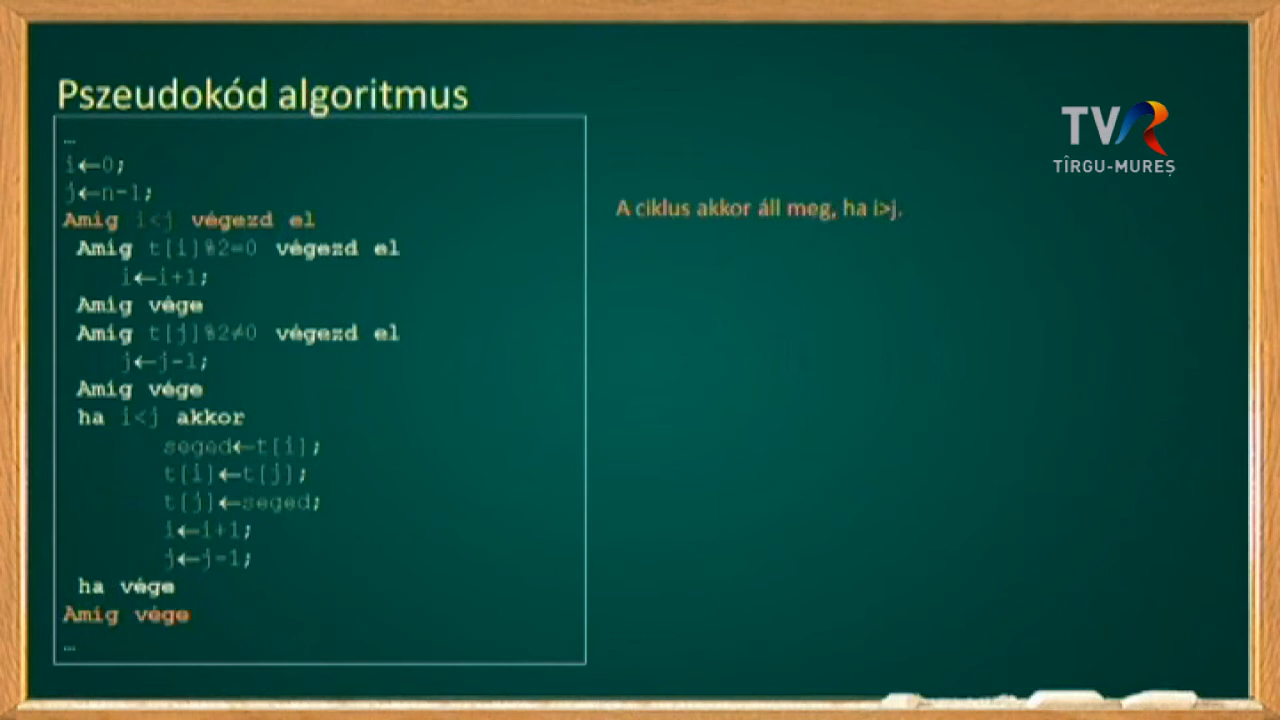 Pszeudokód algoritmus
…
i←0;
j←n-1;
Amíg i<j végezd el
Amíg t[i]%2=0 végezd el
i←i+1;
Amíg vége
Amíg t[j]%2≠0 végezd el
j←j-1;
Amíg vége
ha i<j akkor
seged←t[i];
t[i]←t[j];
t[j]←seged;
i←i+1;
j←j-1;
ha vége
Amíg vége
…
A ciklus akkor áll meg, ha i>j.
TVR
TÎRGU-MUREȘ